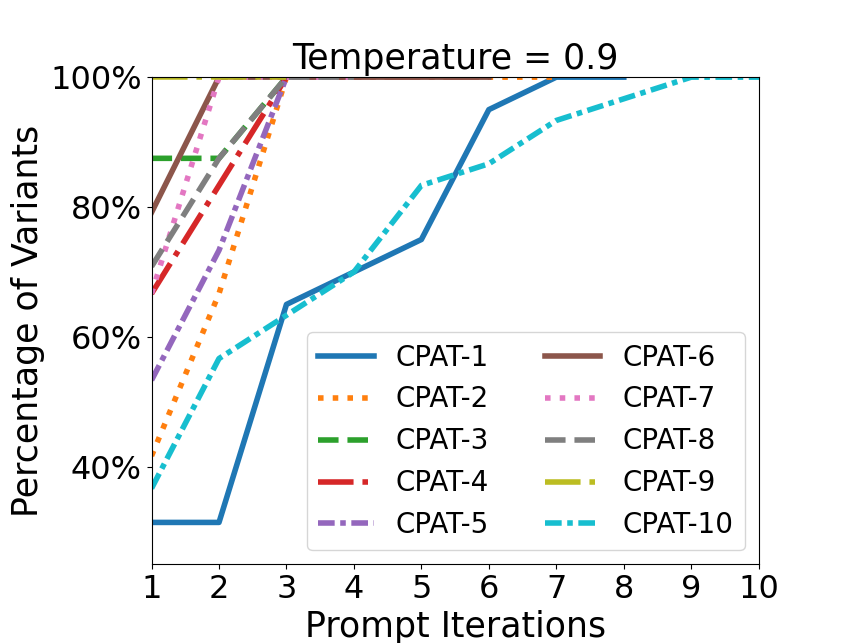 Temperature = 0.9
Percentage of Variants
100%
80%
60%
40%
CPAT-1
CPAT-2
CPAT-3
CPAT-4
CPAT-5
CPAT-6
CPAT-7
CPAT-8
CPAT-9
CPAT-10
1 2 3 4 5 6 7 8 9 10
Prompt Iterations